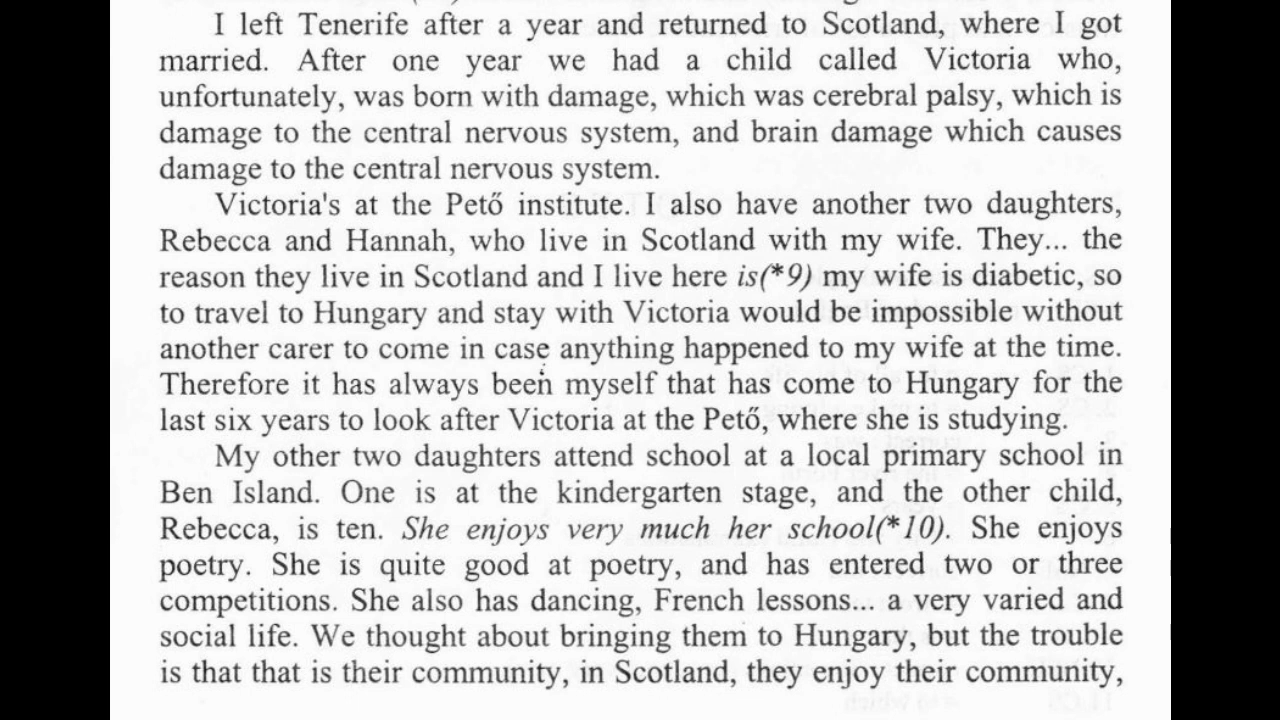 I left Tenerife after a year and returned to Scotland, where I got
married. After one year we had a child called Victoria who,
unfortunately, was born with damage, which was cerebral palsy, which is
damage to the central nervous system, and brain damage which causes
damage to the central nervous system.
Victoria's at the Pető institute. I also have another two daughters,
Rebecca and Hannah, who live in Scotland with my wife. They... the
reason they live in Scotland and I live here is(*9) my wife is diabetic, so
to travel to Hungary and stay with Victoria would be impossible without
another carer to come in case anything happened to my wife at the time.
Therefore it has always been myself that has come to Hungary for the
last six years to look after Victoria at the Pető, where she is studying.
My other two daughters attend school at a local primary school in
Ben Island. One is at the kindergarten stage, and the other child,
Rebecca, is ten. She enjoys very much her school(*10). She enjoys
poetry. She is quite good at poetry, and has entered two or three
competitions. She also has dancing, French lessons... a very varied and
social life. We thought about bringing them to Hungary, but the trouble
is that that is their community, in Scotland, they enjoy their community,